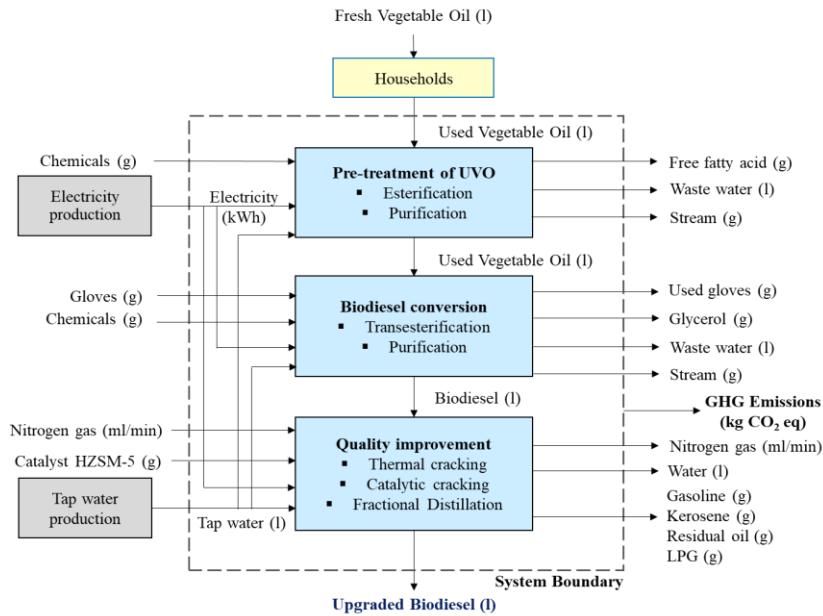 Fresh Vegetable Oil (l)
Households
Used Vegetable Oil (l)
Chemicals (g)
Electricity
production
Electricity
(kWh)
Pre-treatment of UVO
▪ Esterification
▪ Purification
Free fatty acid (g)
Waste water (l)
Stream (g)
Used Vegetable Oil (l)
Gloves (g)
Chemicals (g)
Biodiesel conversion
▪ Transesterification
▪ Purification
Used gloves (g)
Glycerol (g)
Waste water (l)
Stream (g)
Biodiesel (l)
GHG Emissions
(kg CO₂ eq)
Nitrogen gas (ml/min)
Catalyst HZSM-5 (g)
Tap water
production
Tap water (l)
Quality improvement
▪ Thermal cracking
▪ Catalytic cracking
▪ Fractional Distillation
Nitrogen gas (ml/min)
Water (l)
Gasoline (g)
Kerosene (g)
Residual oil (g)
LPG (g)
System Boundary
Upgraded Biodiesel (l)